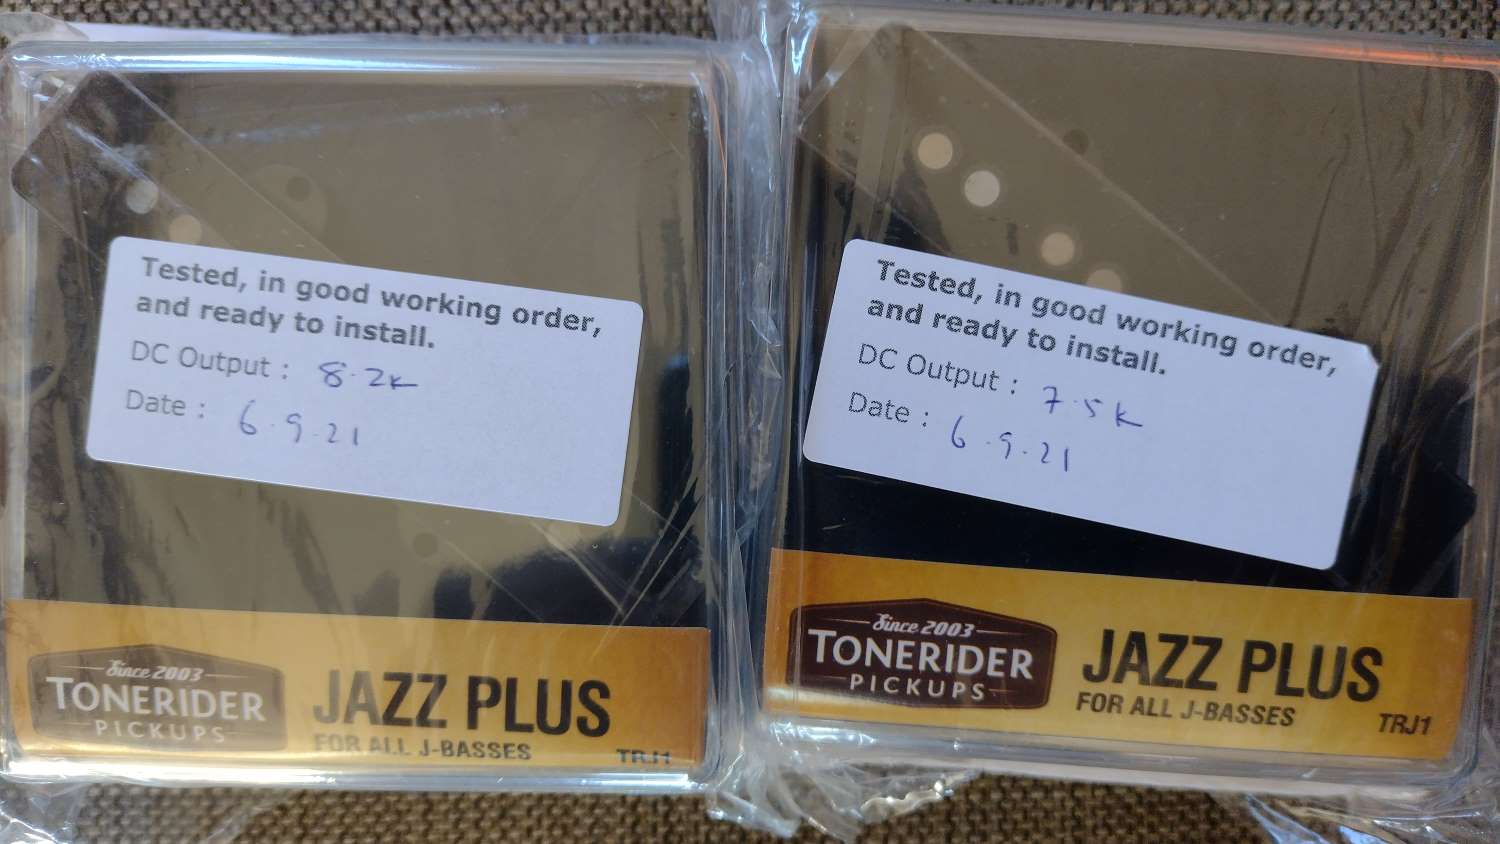 Tested, in good working order,
and ready to install.
DC Output : 8.2k
Date : 6.9.21
Since 2003
TONERIDER
PICKUPS
JAZZ PLUS
FOR ALL J-BASSES
TRJ1
Tested, in good working order,
and ready to install.
DC Output : 7.5k
Date : 6.9.21
Since 2003
TONERIDER
PICKUPS
JAZZ PLUS
FOR ALL J-BASSES
TRJ1